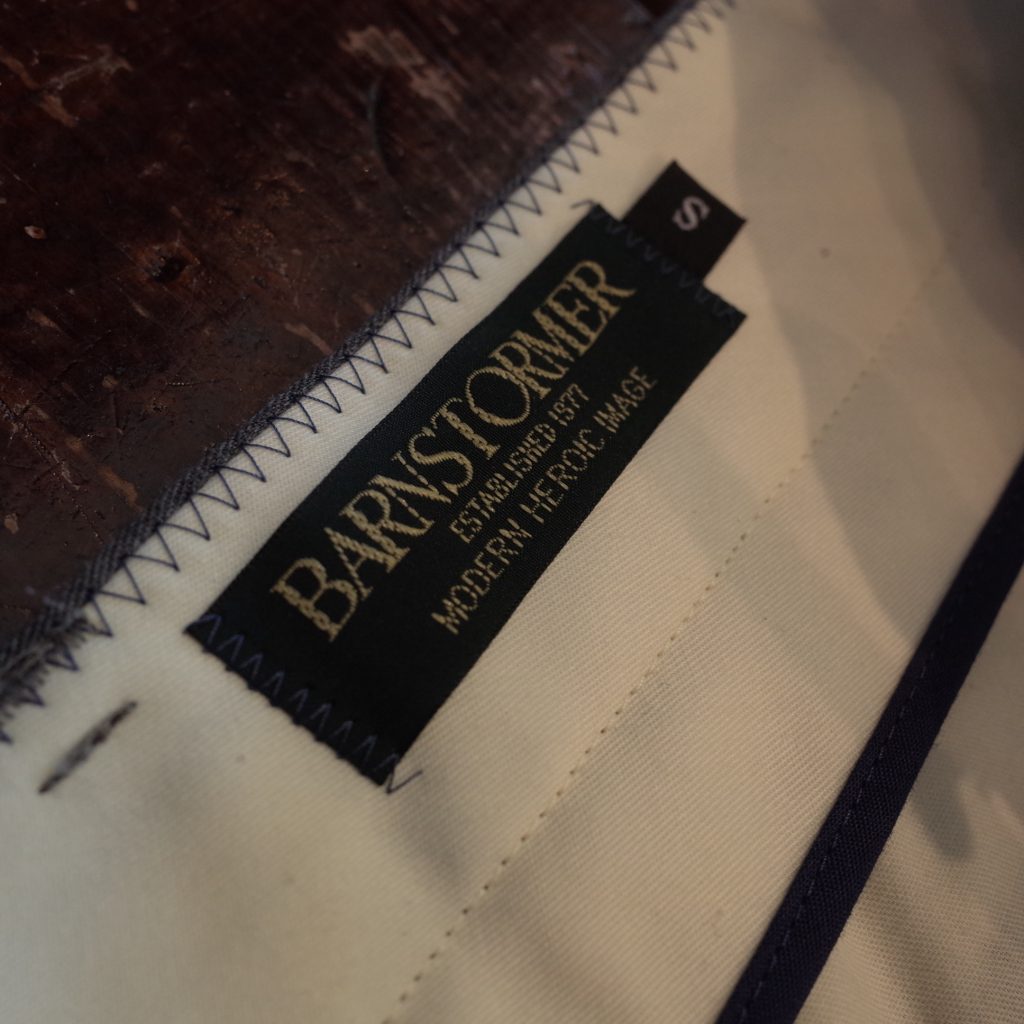 S
BARNSTORMER
ESTABLISHED 1977
MODERN HEROIC IMAGE